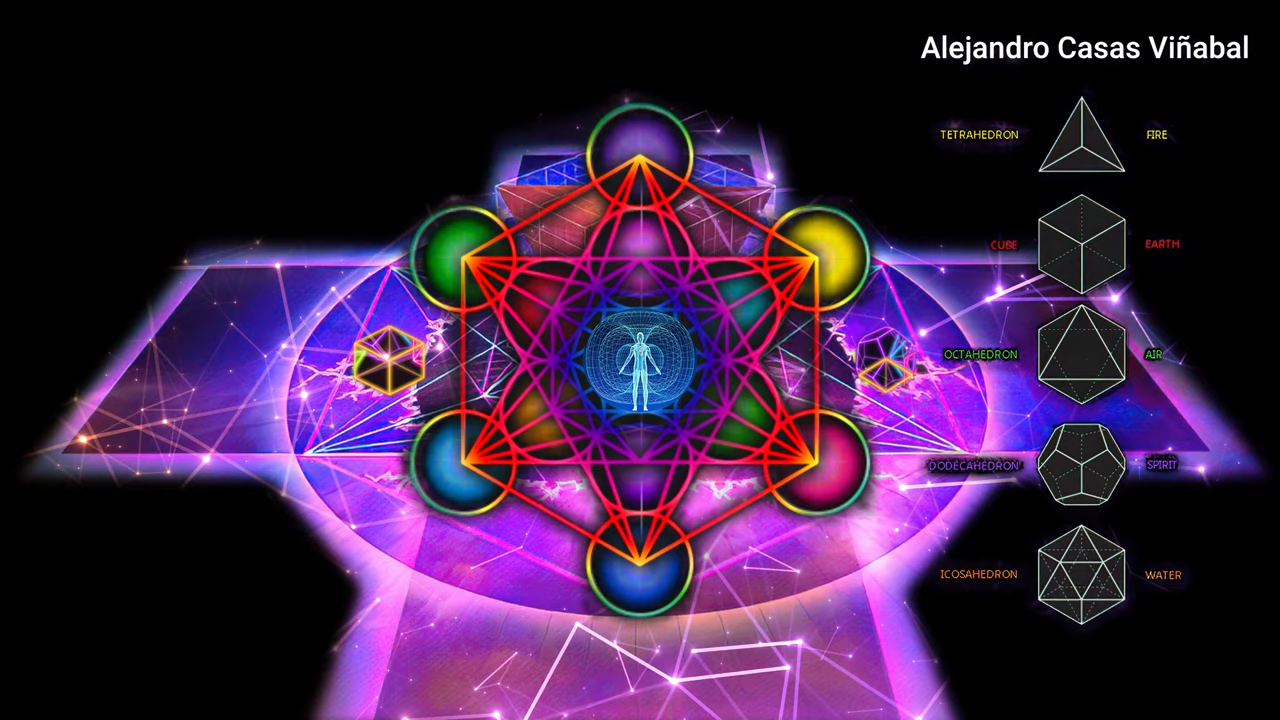 Alejandro Casas Viñabal
TETRAHEDRON FIRE
CUBE EARTH
OCTAHEDRON AIR
DODECAHEDRON SPIRIT
ICOSAHEDRON WATER